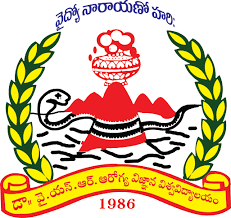 వైద్యో నారాయణో హరి:
డా॥ వై.యస్.ఆర్. ఆరోగ్య విజ్ఞాన విశ్వవిద్యాలయం
1986